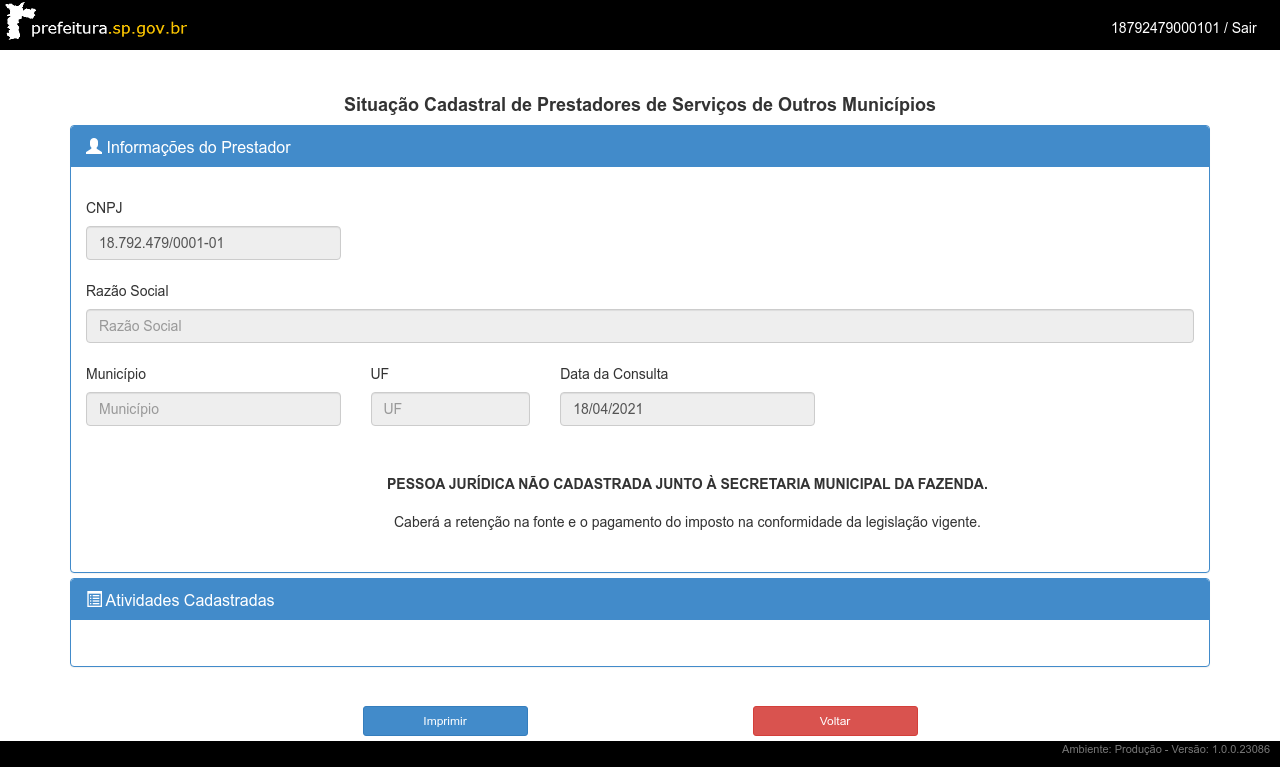 prefeitura.sp.gov.br
18792479000101 / Sair
Situação Cadastral de Prestadores de Serviços de Outros Municípios
Informações do Prestador
CNPJ
18.792.479/0001-01
Razão Social
Razão Social
Município UF Data da Consulta
Município UF 18/04/2021
PESSOA JURÍDICA NÃO CADASTRADA JUNTO À SECRETARIA MUNICIPAL DA FAZENDA.
Caberá a retenção na fonte e o pagamento do imposto na conformidade da legislação vigente.
Atividades Cadastradas
Imprimir Voltar
Ambiente: Produção - Versão: 1.0.0.23086